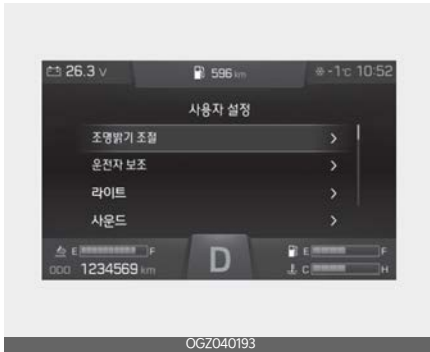 26.3 v
596 km
-1℃ 10:52
사용자 설정
조명밝기 조절 >
운전자 보조 >
라이트 >
사운드 >
E F
E F
ODO 1234569 km
D
C H
OGZ040193